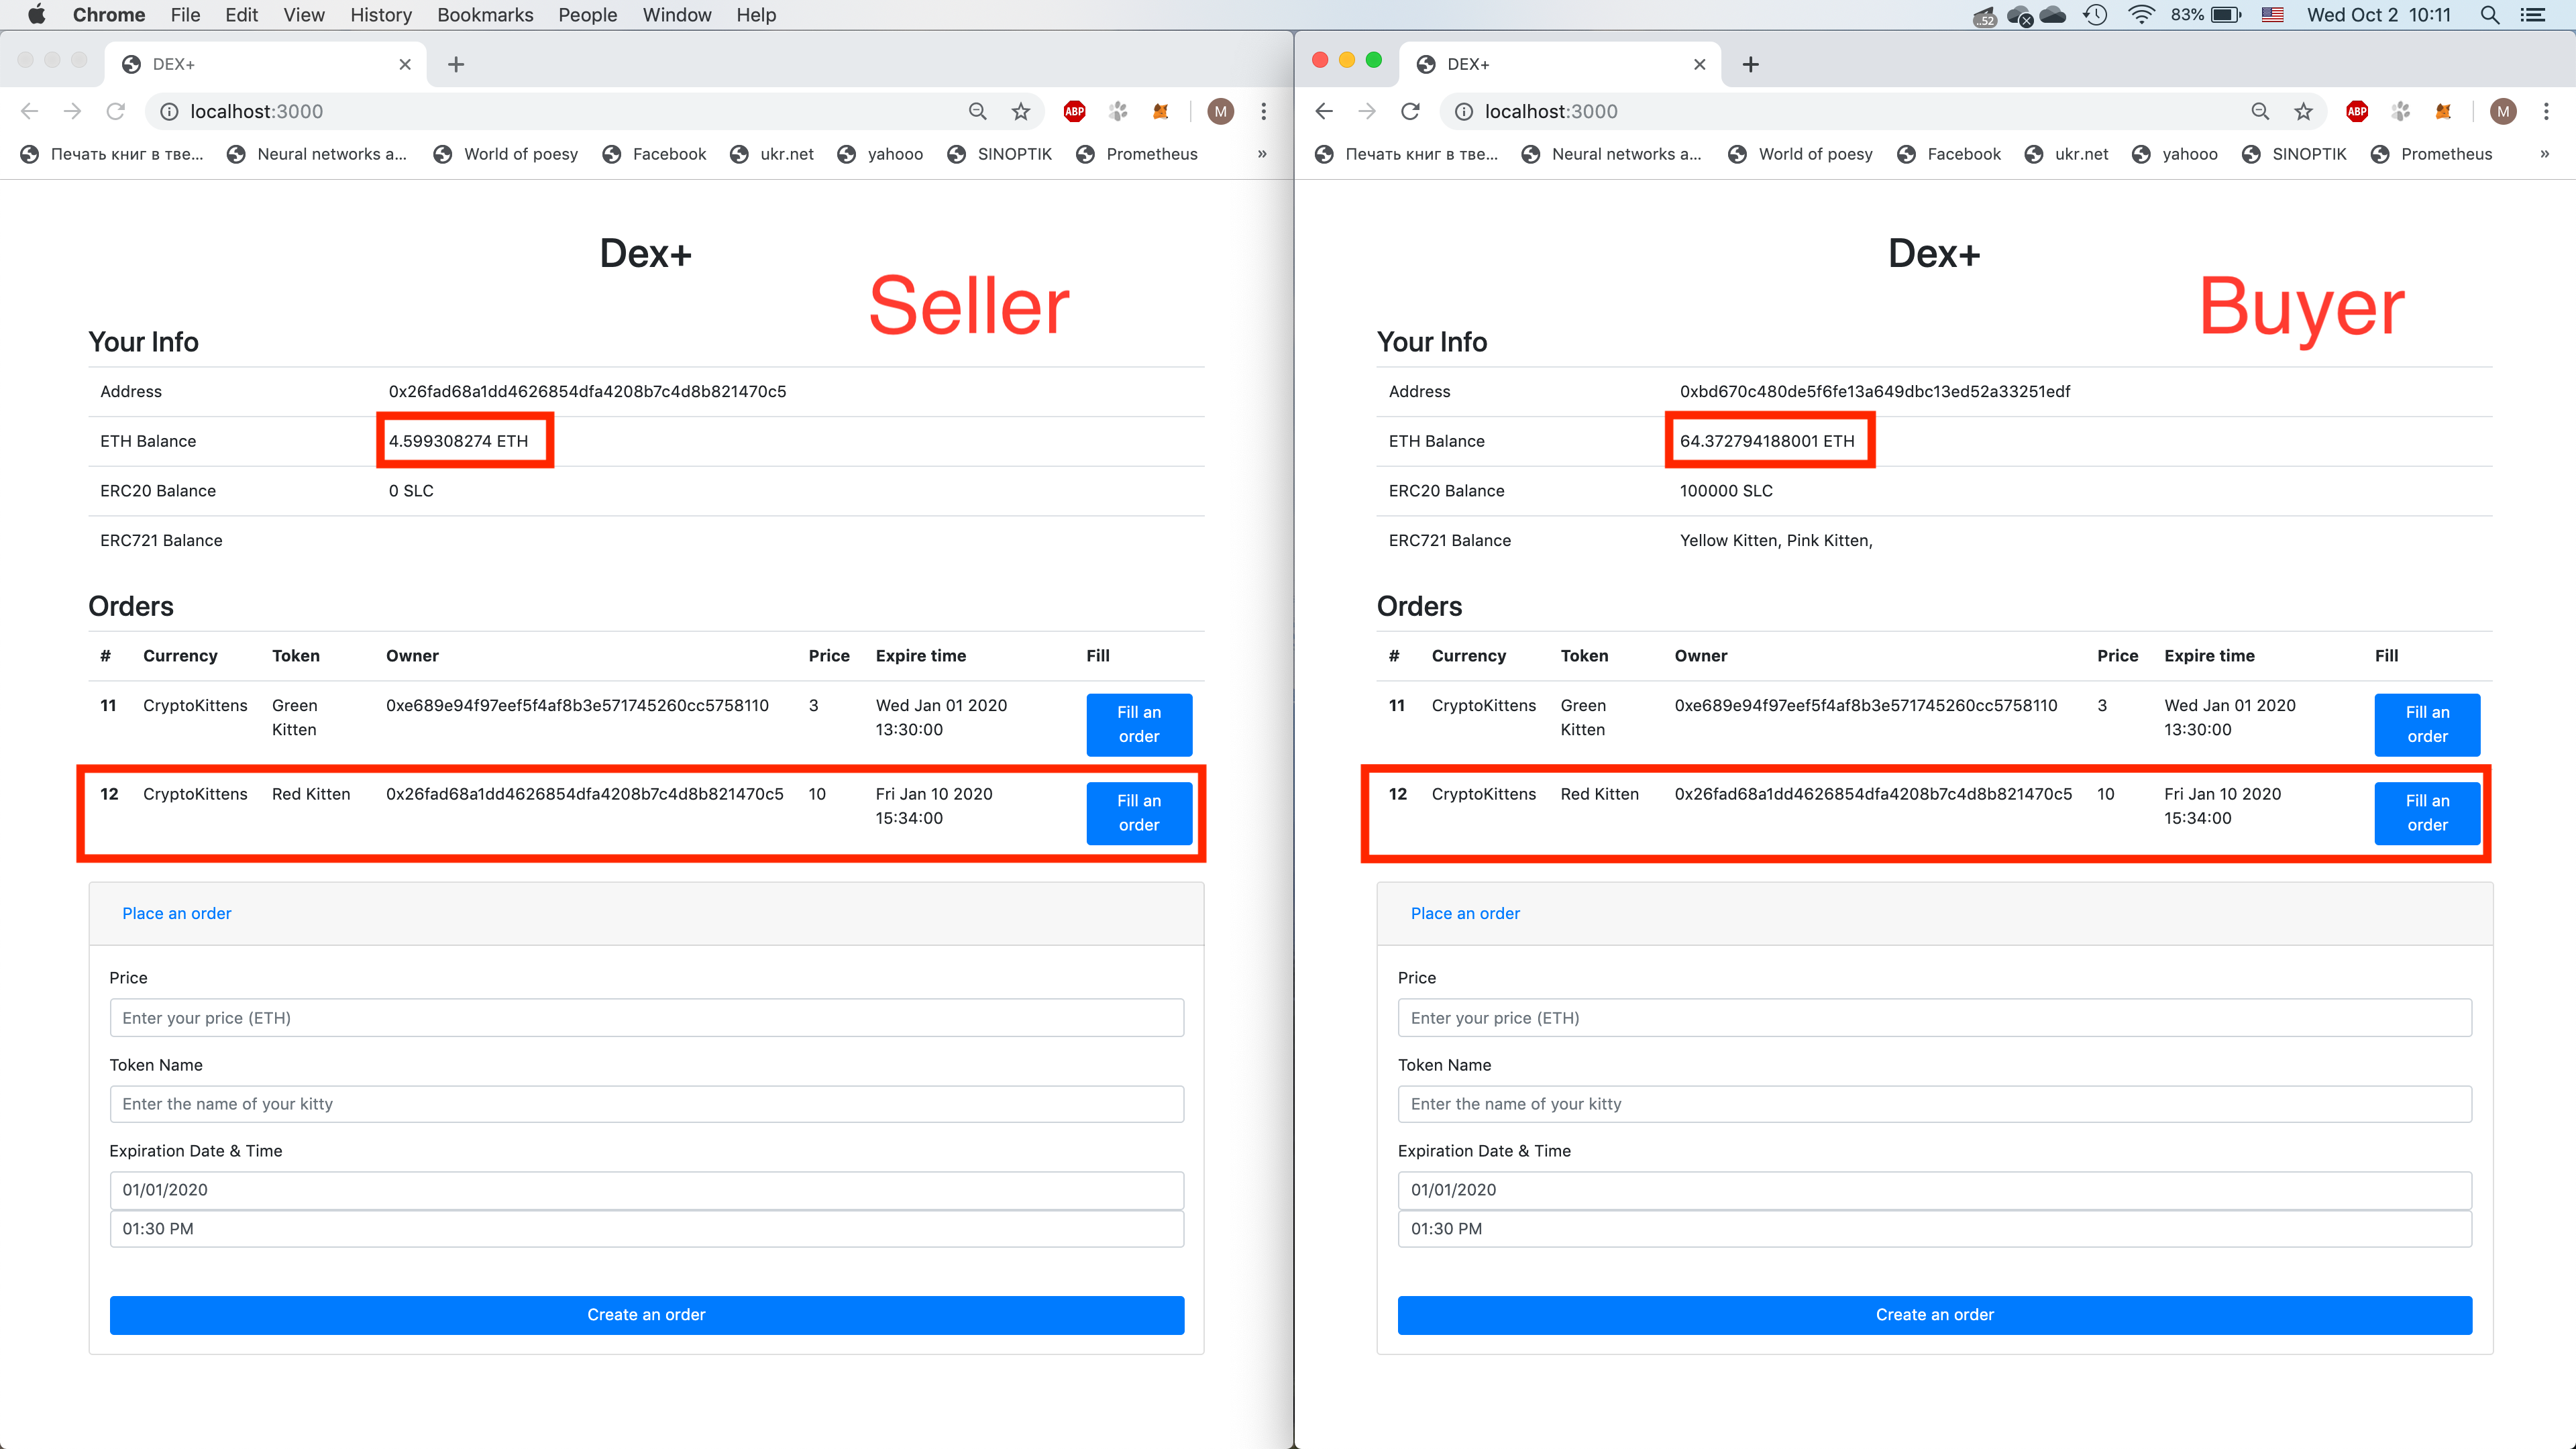 Chrome File Edit View History Bookmarks People Window Help
..52 83% Wed Oct 2 10:11
DEX+
localhost:3000
ABP
M
Печать книг в тве... Neural networks a... World of poesy Facebook ukr.net yahooo SINOPTIK Prometheus »
Dex+
Seller
Your Info
Address 0x26fad68a1dd4626854dfa4208b7c4d8b821470c5
ETH Balance 4.599308274 ETH
ERC20 Balance 0 SLC
ERC721 Balance
Orders
# Currency Token Owner Price Expire time Fill
11 CryptoKittens Green 0xe689e94f97eef5f4af8b3e571745260cc5758110 3 Wed Jan 01 2020 Fill an
Kitten 13:30:00 order
12 CryptoKittens Red Kitten 0x26fad68a1dd4626854dfa4208b7c4d8b821470c5 10 Fri Jan 10 2020 Fill an
15:34:00 order
Place an order
Price
Enter your price (ETH)
Token Name
Enter the name of your kitty
Expiration Date & Time
01/01/2020
01:30 PM
Create an order
DEX+
localhost:3000
ABP
M
Печать книг в тве... Neural networks a... World of poesy Facebook ukr.net yahooo SINOPTIK Prometheus »
Dex+
Buyer
Your Info
Address 0xbd670c480de5f6fe13a649dbc13ed52a33251edf
ETH Balance 64.372794188001 ETH
ERC20 Balance 100000 SLC
ERC721 Balance Yellow Kitten, Pink Kitten,
Orders
# Currency Token Owner Price Expire time Fill
11 CryptoKittens Green 0xe689e94f97eef5f4af8b3e571745260cc5758110 3 Wed Jan 01 2020 Fill an
Kitten 13:30:00 order
12 CryptoKittens Red Kitten 0x26fad68a1dd4626854dfa4208b7c4d8b821470c5 10 Fri Jan 10 2020 Fill an
15:34:00 order
Place an order
Price
Enter your price (ETH)
Token Name
Enter the name of your kitty
Expiration Date & Time
01/01/2020
01:30 PM
Create an order